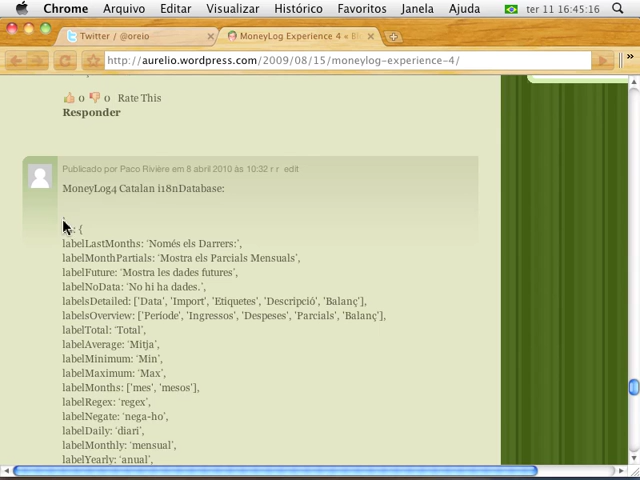 Chrome Arquivo Editar Visualizar Histórico Favoritos Janela Ajuda ter 11 16:45:16
Twitter / @oreio
MoneyLog Experience 4 « B
http://aurelio.wordpress.com/2009/08/15/moneylog-experience-4/
0 0 Rate This
Responder
Publicado por Paco Rivière em 8 abril 2010 às 10:32 r r edit
MoneyLog4 Catalan i18nDatabase:
: {
labelLastMonths: 'Només els Darrers:',
labelMonthPartials: 'Mostra els Parcials Mensuals',
labelFuture: 'Mostra les dades futures',
labelNoData: 'No hi ha dades.',
labelsDetailed: ['Data', 'Import', 'Etiquetes', 'Descripció', 'Balanç'],
labelsOverview: ['Període', 'Ingressos', 'Despeses', 'Parcials', 'Balanç'],
labelTotal: 'Total',
labelAverage: 'Mitja',
labelMinimum: 'Min',
labelMaximum: 'Max',
labelMonths: ['mes', 'mesos'],
labelRegex: 'regex',
labelNegate: 'nega-ho',
labelDaily: 'diari',
labelMonthly: 'mensual',
labelYearly: 'anual',